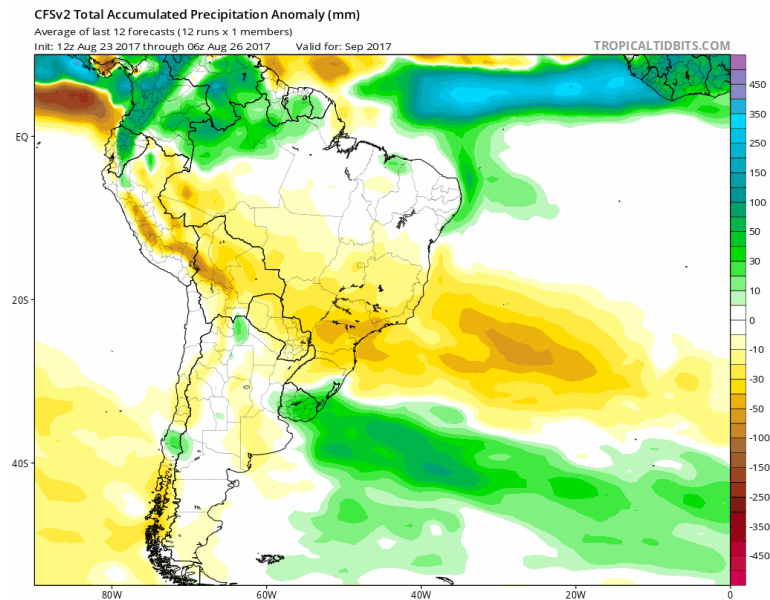 CFSv2 Total Accumulated Precipitation Anomaly (mm)
Average of last 12 forecasts (12 runs x 1 members)
Init: 12z Aug 23 2017 through 06z Aug 26 2017 Valid for: Sep 2017 TROPICALTIDBITS.COM
EQ
20S
40S
80W 60W 40W 20W 0
450
350
250
150
100
50
30
10
0
-10
-30
-50
-100
-150
-250
-350
-450